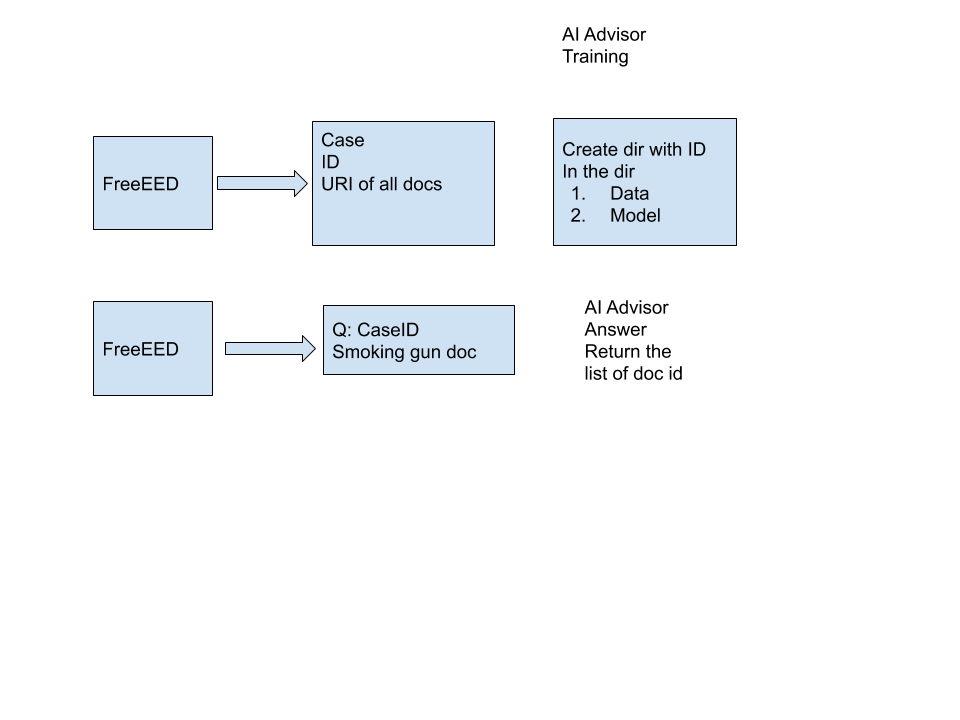 AI Advisor
Training
FreeEED
Case
ID
URI of all docs
Create dir with ID
In the dir
1. Data
2. Model
FreeEED
Q: CaseID
Smoking gun doc
AI Advisor
Answer
Return the
list of doc id